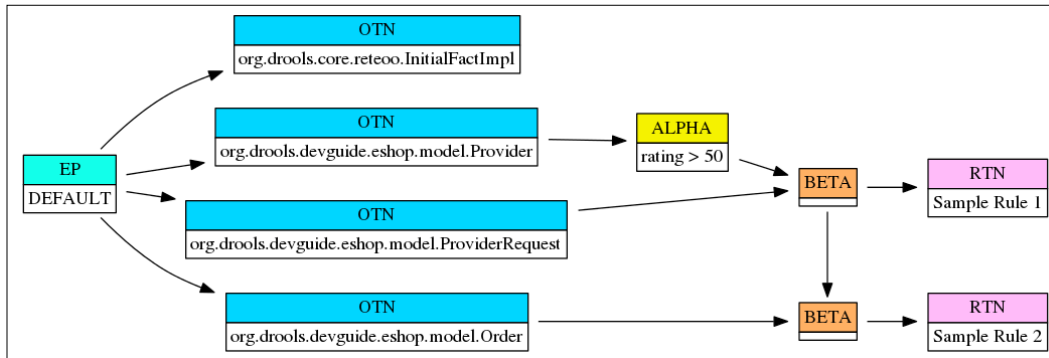 OTN
org.drools.core.reteoo.InitialFactImpl
OTN
org.drools.devguide.eshop.model.Provider
ALPHA
rating > 50
EP
DEFAULT
BETA
RTN
Sample Rule 1
OTN
org.drools.devguide.eshop.model.ProviderRequest
OTN
org.drools.devguide.eshop.model.Order
BETA
RTN
Sample Rule 2